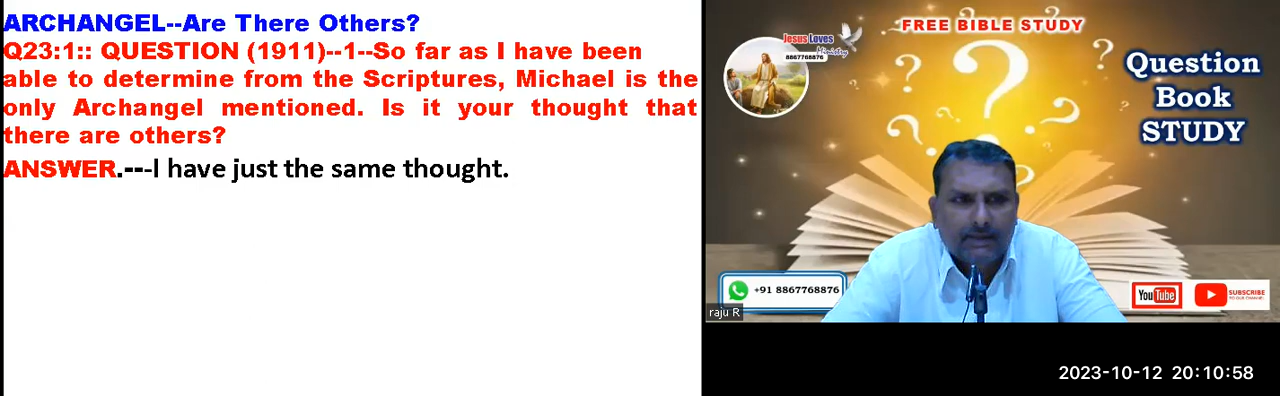 ARCHANGEL--Are There Others?
Q23:1:: QUESTION (1911)--1--So far as I have been
able to determine from the Scriptures, Michael is the
only Archangel mentioned. Is it your thought that
there are others?
ANSWER.---I have just the same thought.
FREE BIBLE STUDY
Jesus Loves
Ministry
8867768876
Question
Book
STUDY
+91 8867768876
raju R
YouTube
SUBSCRIBE
TO OUR CHANNEL
2023-10-12 20:10:58